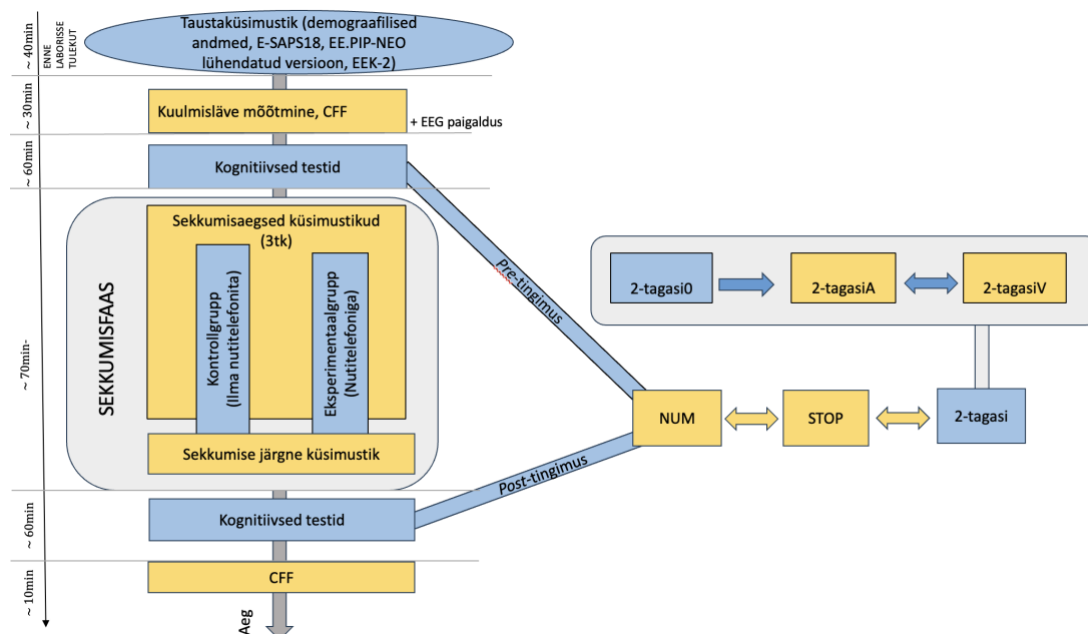 ~ 40min
ENNE
LABORISSE
TULEKUT
Taustaküsimustik (demograafilised
andmed, E-SAPS18, EE.PIP-NEO
lühendatud versioon, EEK-2)
~ 30min
Kuulmisläve mõõtmine, CFF
+ EEG paigaldus
~ 60min
Kognitiivsed testid
~ 70min-
SEKKUMISFAAS
Sekkumisaegsed küsimustikud
(3tk)
Kontrollgrupp
(Ilma nutitelefonita)
Eksperimentaalgrupp
(Nutitelefoniga)
Sekkumise järgne küsimustik
Pre-tingimus
Post-tingimus
2-tagasi0
2-tagasiA
2-tagasiV
NUM
STOP
2-tagasi
~ 60min
Kognitiivsed testid
~ 10min
CFF
Aeg